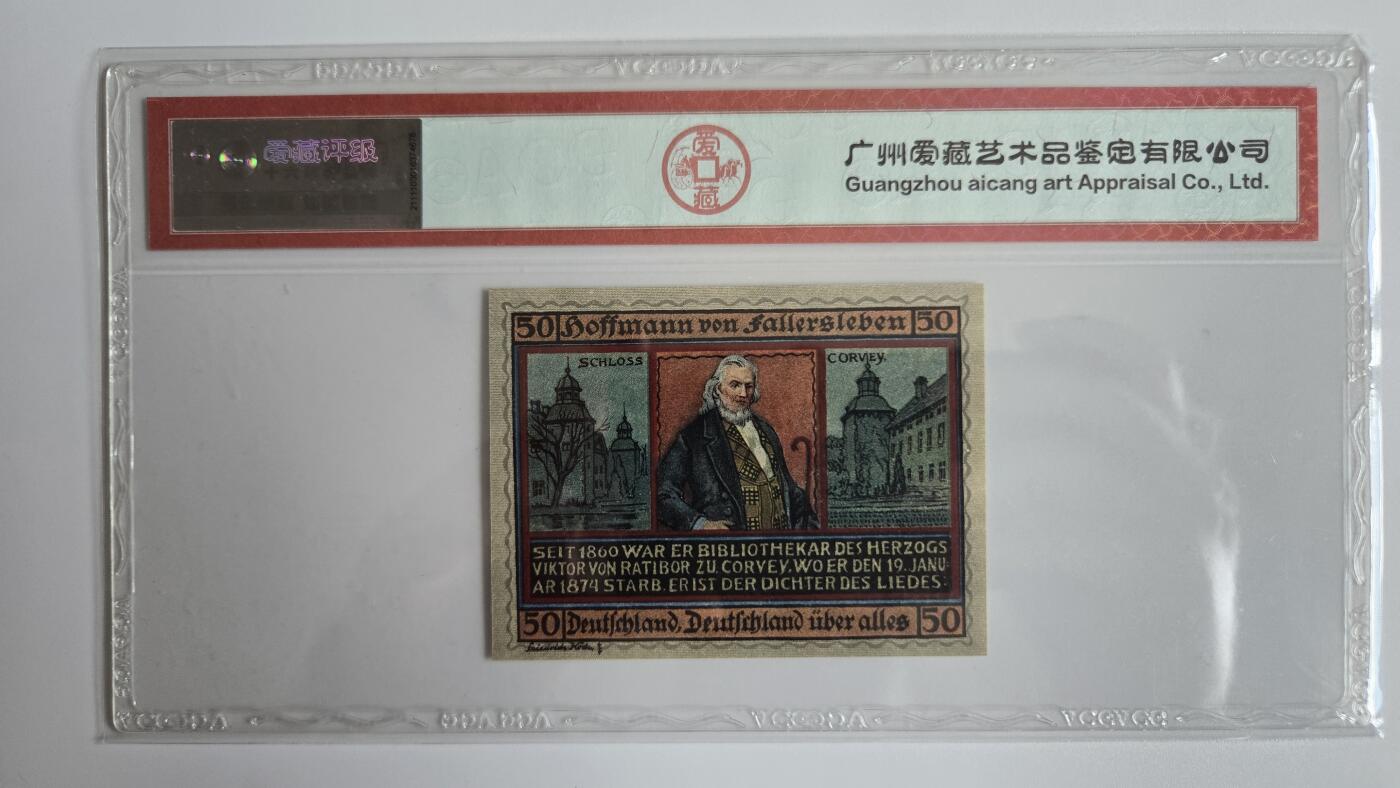 爱藏评级
爱
藏
广州爱藏艺术品鉴定有限公司
Guangzhou aicang art Appraisal Co., Ltd.
50 Hoffmann von Fallersleben 50
SCHLOSS
CORVEY.
SEIT 1860 WAR ER BIBLIOTHEKAR DES HERZOGS
VIKTOR VON RATIBOR ZU CORVEY. WO ER DEN 19. JANU-
AR 1874 STARB. ER IST DER DICHTER DES LIEDES:
50 Deutſchland, Deutſchland über alles 50